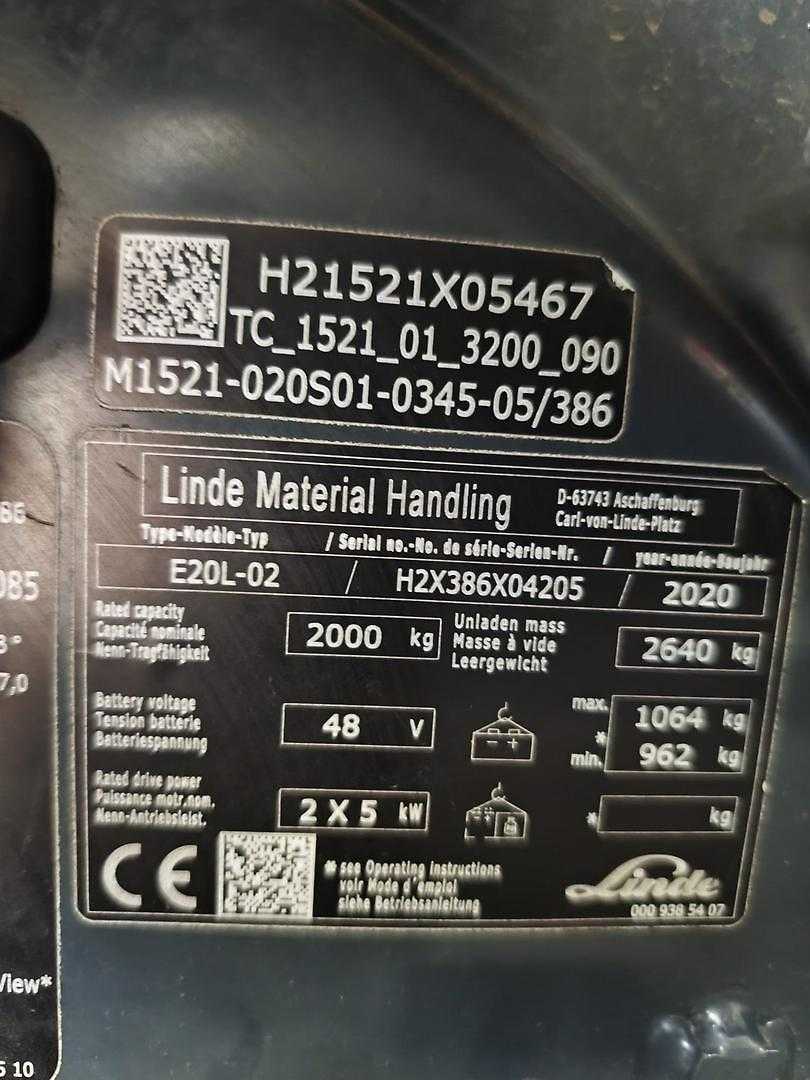 H21521X05467
TC_1521_01_3200_090
M1521-020S01-0345-05/386
Linde Material Handling
D-63743 Aschaffenburg
Carl-von-Linde-Platz
Type-Modèle-Typ / Serial no.-No. de série-Serien-Nr. / year-année-Baujahr
E20L-02 / H2X386X04205 / 2020
Rated capacity
Capacité nominale
Nenn-Tragfähigkeit
2000 kg
Unladen mass
Masse à vide
Leergewicht
2640 kg
Battery voltage
Tension batterie
Batteriespannung
48 V
max. 1064 kg
*
min. 962 kg
Rated drive power
Puissance motr.nom.
Nenn-Antriebsleist.
2 X 5 kW
* kg
CE
* see Operating instructions
voir Mode d'emploi
siehe Betriebsanleitung
Linde
000 938 54 07
86
085
3°
7,0
View*
5 10